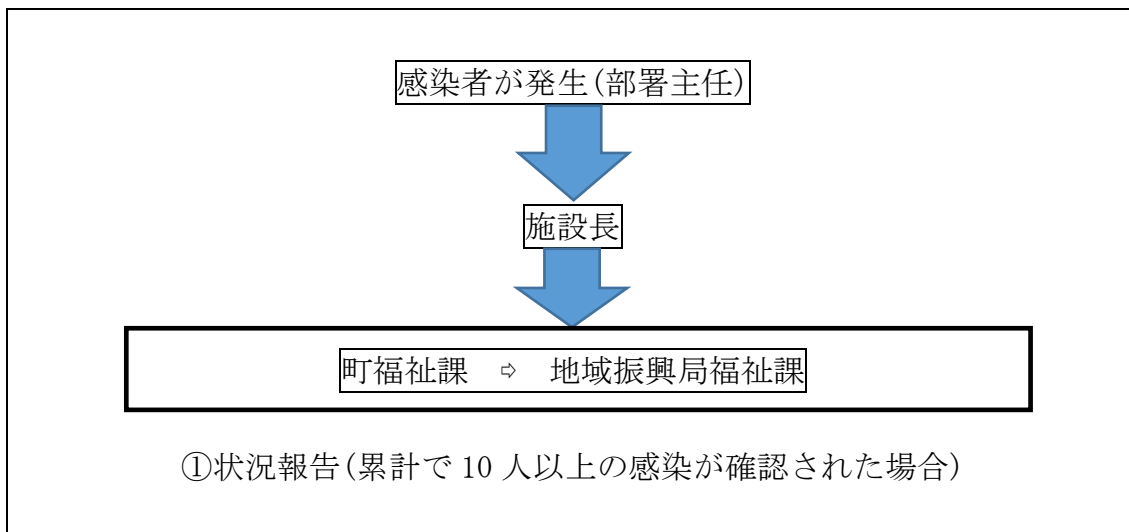 感染者が発生(部署主任)
施設長
町福祉課 ⇨ 地域振興局福祉課
①状況報告(累計で 10 人以上の感染が確認された場合)